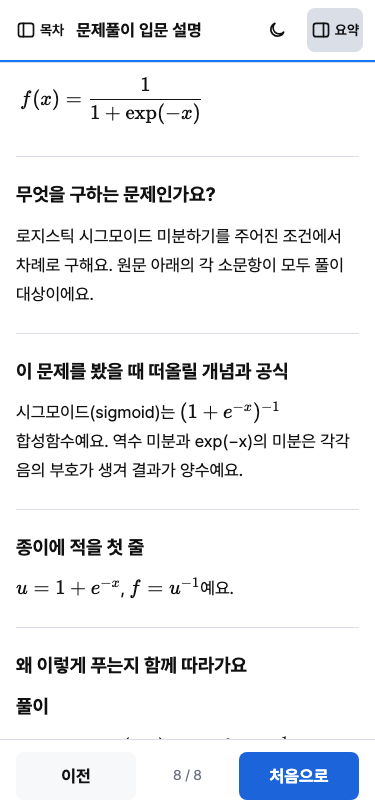 목차 문제풀이 입문 설명 요약
f(x) = 1 / (1 + exp(−x))
무엇을 구하는 문제인가요?
로지스틱 시그모이드 미분하기를 주어진 조건에서
차례로 구해요. 원문 아래의 각 소문항이 모두 풀이
대상이에요.
이 문제를 봤을 때 떠올릴 개념과 공식
시그모이드(sigmoid)는 (1 + e⁻ˣ)⁻¹
합성함수예요. 역수 미분과 exp(−x)의 미분은 각각
음의 부호가 생겨 결과가 양수예요.
종이에 적을 첫 줄
u = 1 + e⁻ˣ, f = u⁻¹예요.
왜 이렇게 푸는지 함께 따라가요
풀이
이전 8 / 8 처음으로